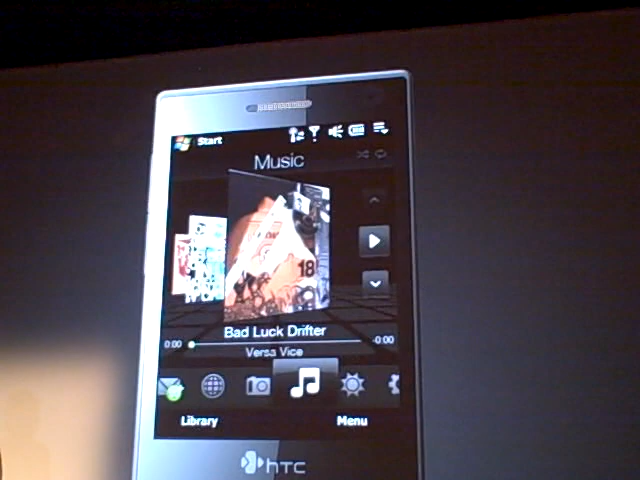 Start
Music
18
Bad Luck Drifter
0:00 -0:00
Versa Vice
Library Menu
hTC